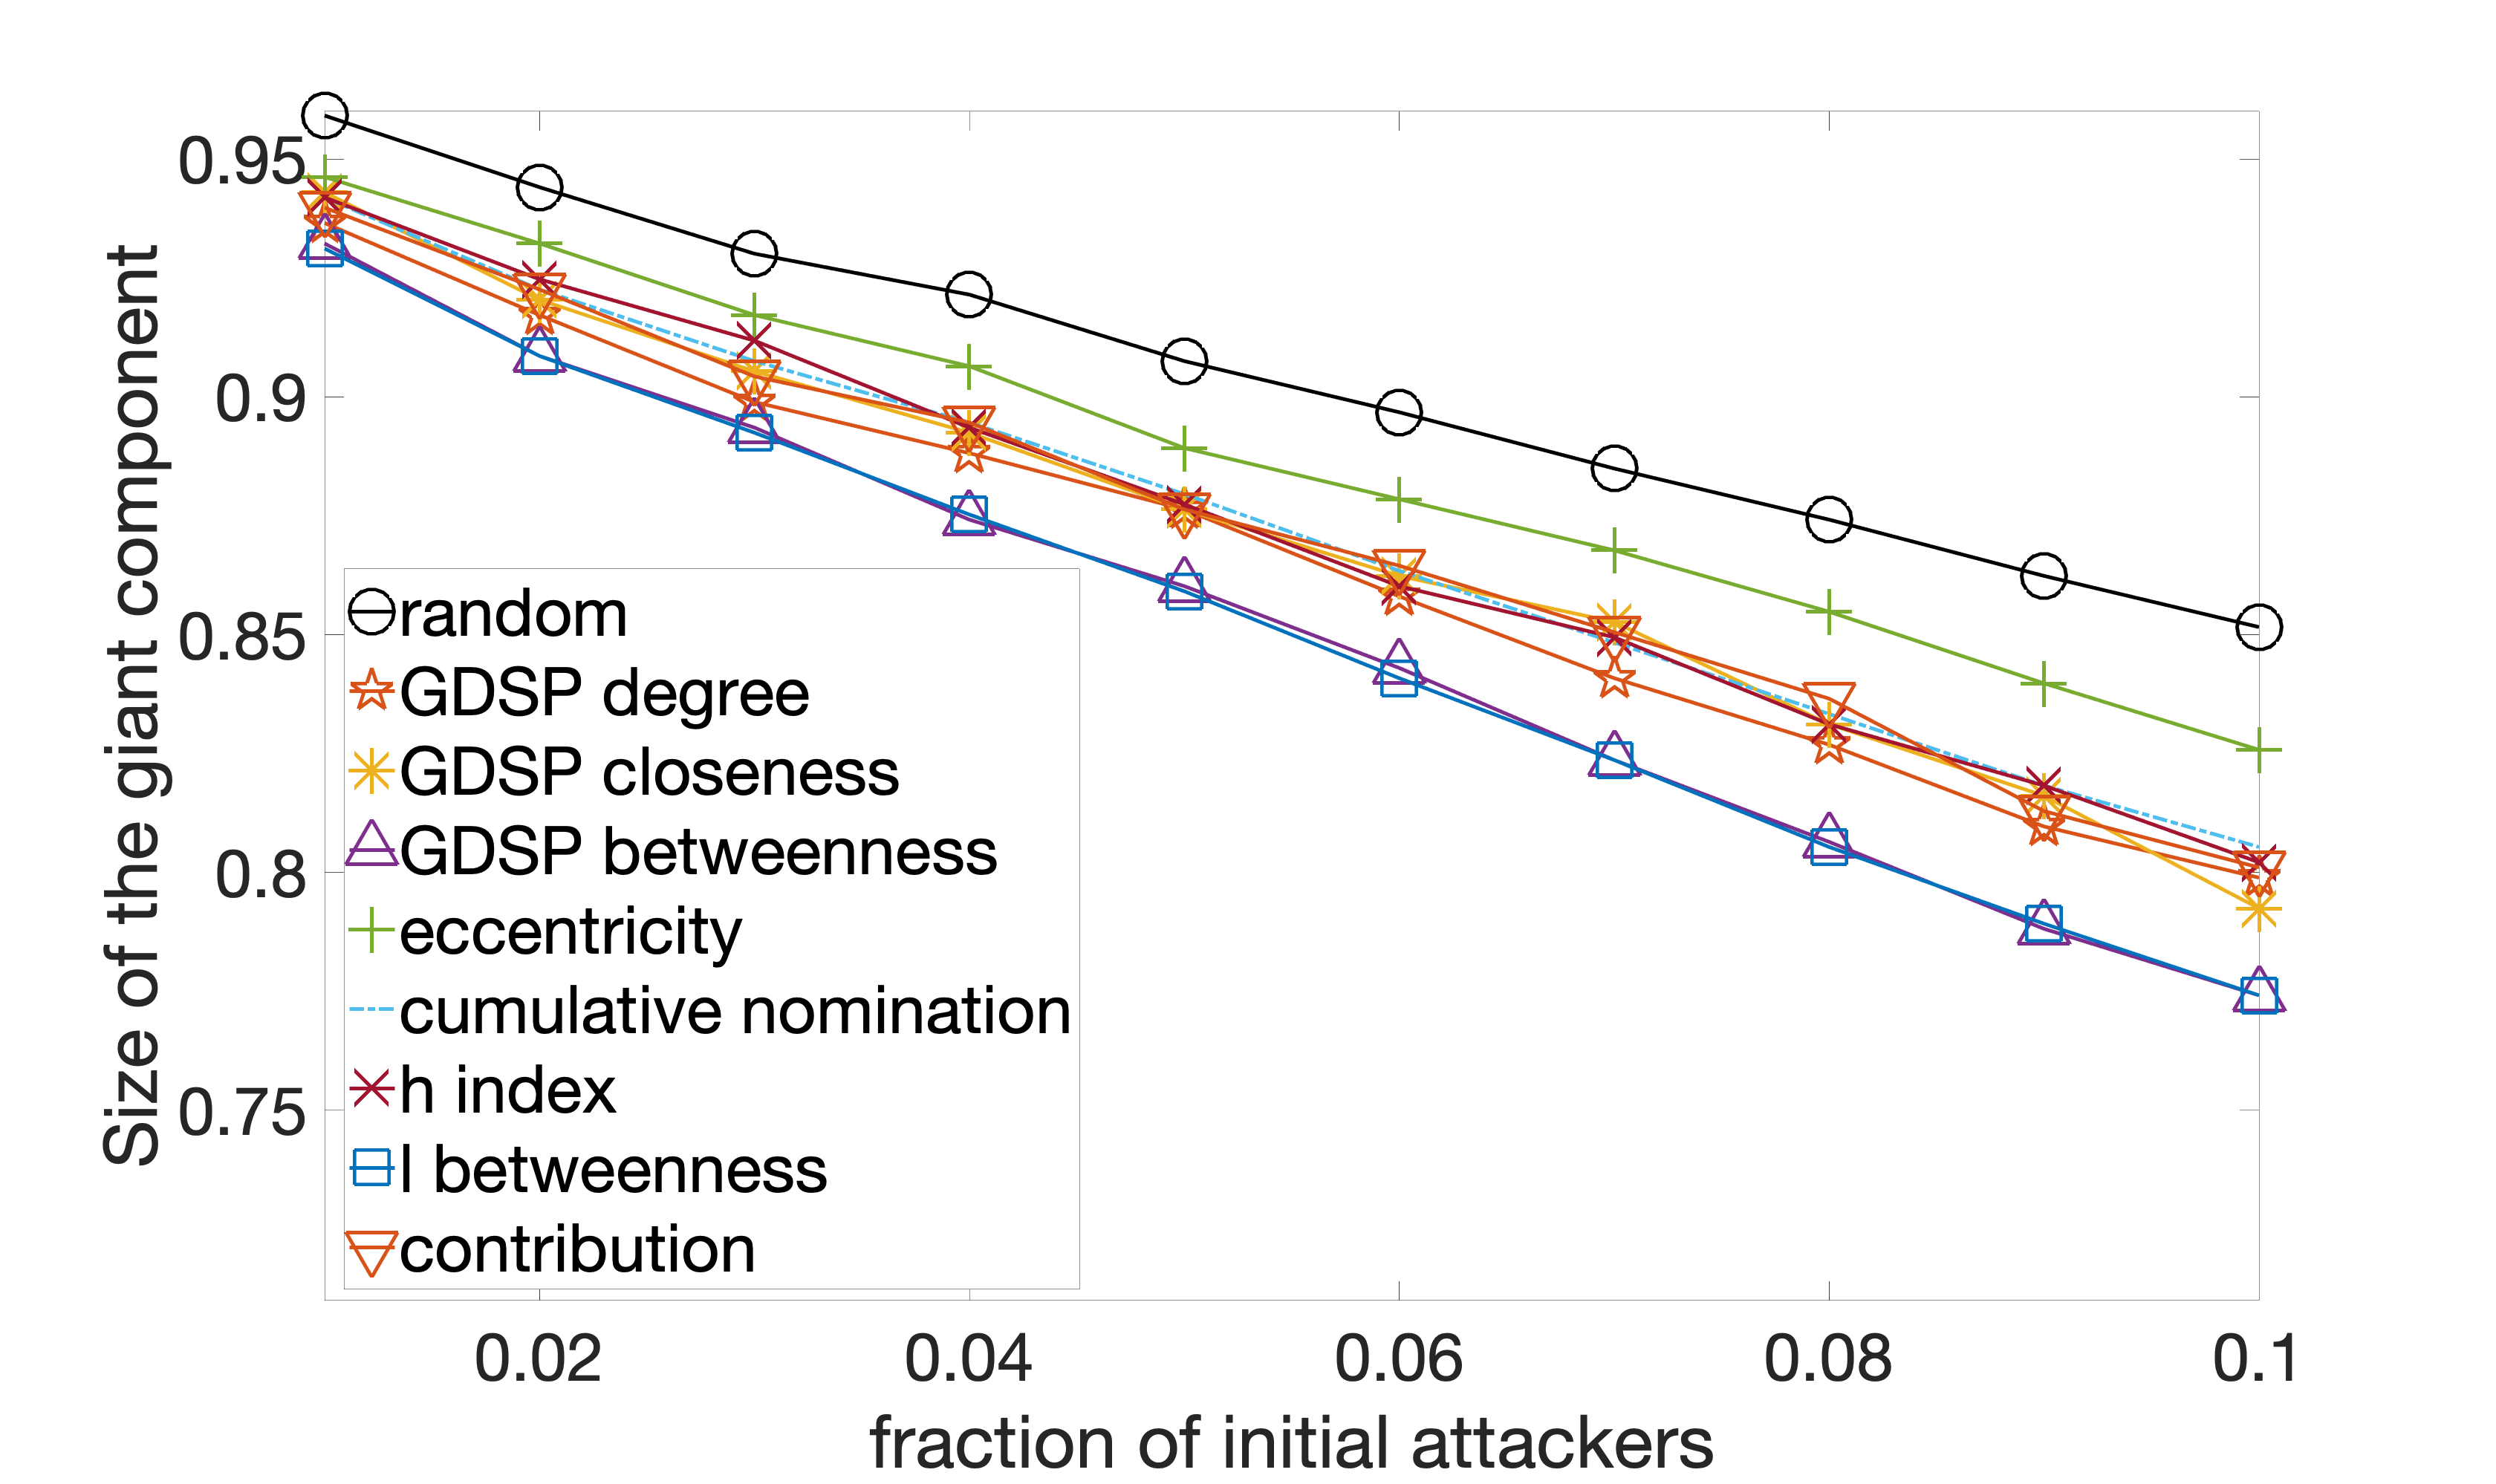 Size of the giant component
0.95
0.9
0.85
0.8
0.75
random
GDSP degree
GDSP closeness
GDSP betweenness
eccentricity
cumulative nomination
h index
l betweenness
contribution
0.02
0.04
0.06
0.08
0.1
fraction of initial attackers